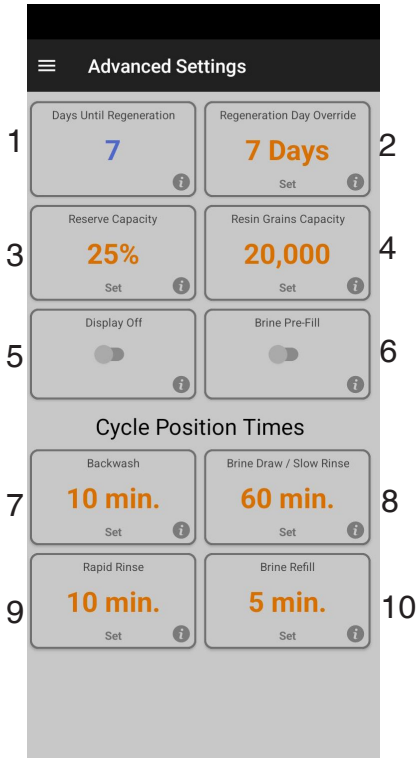 Advanced Settings
1
Days Until Regeneration
7
Regeneration Day Override
7 Days
Set
2
3
Reserve Capacity
25%
Set
Resin Grains Capacity
20,000
Set
4
5
Display Off
Brine Pre-Fill
6
Cycle Position Times
7
Backwash
10 min.
Set
Brine Draw / Slow Rinse
60 min.
Set
8
9
Rapid Rinse
10 min.
Set
Brine Refill
5 min.
Set
10